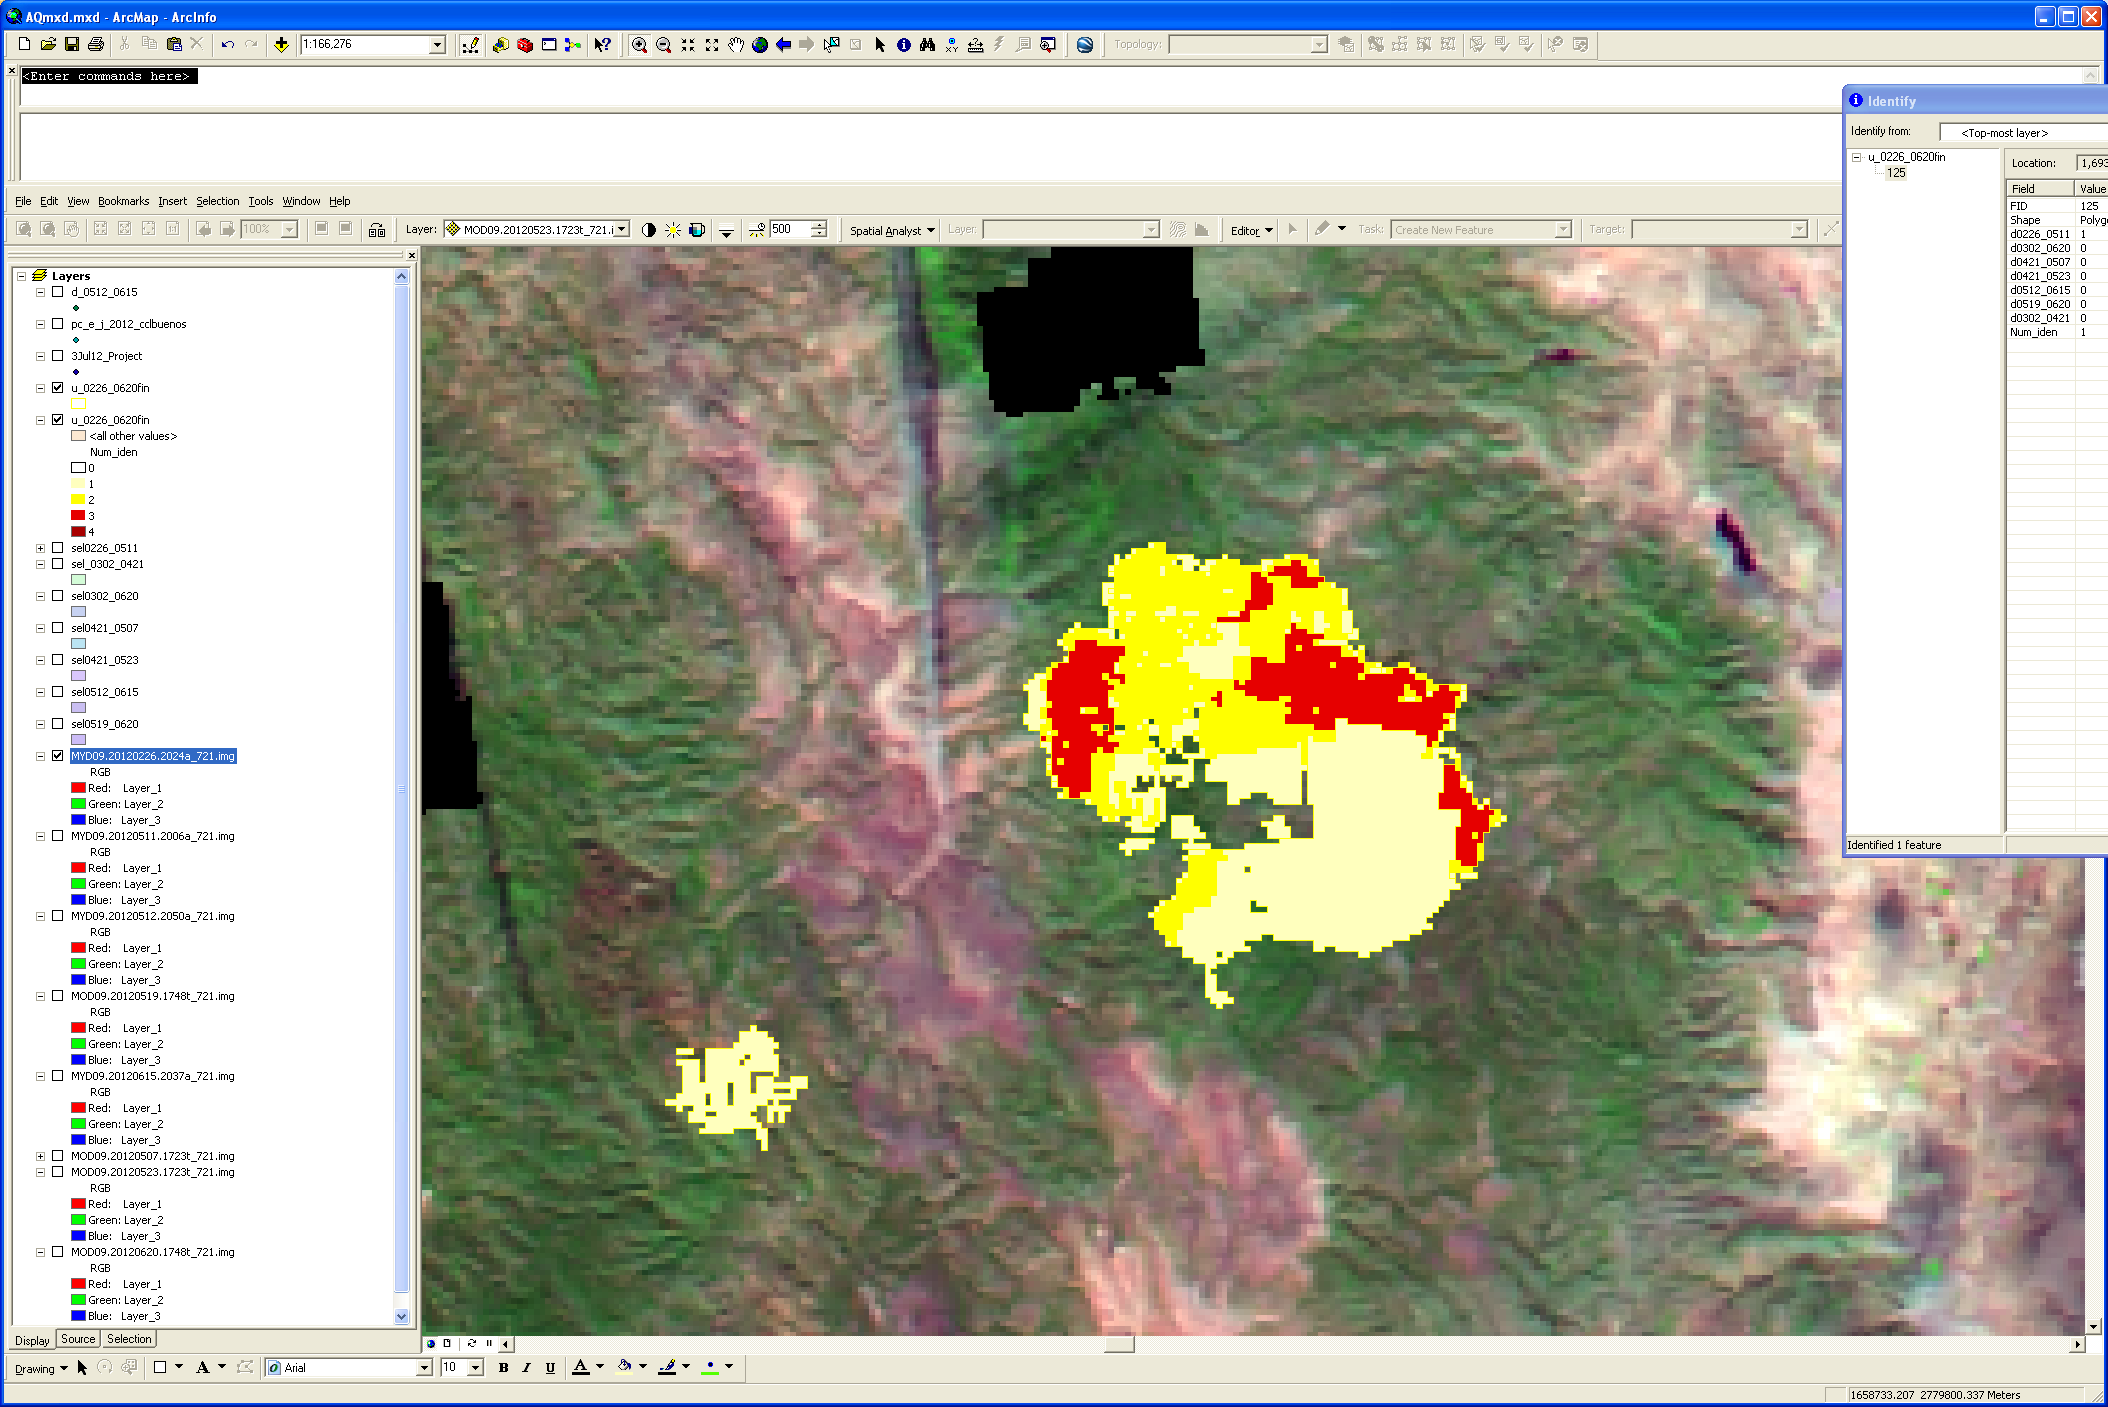 AQmxd.mxd - ArcMap - ArcInfo
1:166,276
Topology:
<Enter commands here>
Identify
Identify from:
<Top-most layer>
u_0226_0620fin
125
Location:
1,693
Field Value
FID 125
Shape Polyg
d0226_0511 1
d0302_0620 0
d0421_0507 0
d0421_0523 0
d0512_0615 0
d0519_0620 0
d0302_0421 0
Num_iden 1
Identified 1 feature
File Edit View Bookmarks Insert Selection Tools Window Help
100%
Layer: MOD09.20120523.1723t_721.i
500
Spatial Analyst
Layer:
Editor
Task: Create New Feature
Target:
Layers
d_0512_0615
pc_e_j_2012_cclbuenos
3Jul12_Project
u_0226_0620fin
u_0226_0620fin
<all other values>
Num_iden
0
1
2
3
4
sel0226_0511
sel_0302_0421
sel0302_0620
sel0421_0507
sel0421_0523
sel0512_0615
sel0519_0620
MYD09.20120226.2024a_721.img
RGB
Red: Layer_1
Green: Layer_2
Blue: Layer_3
MYD09.20120511.2006a_721.img
RGB
Red: Layer_1
Green: Layer_2
Blue: Layer_3
MYD09.20120512.2050a_721.img
RGB
Red: Layer_1
Green: Layer_2
Blue: Layer_3
MOD09.20120519.1748t_721.img
RGB
Red: Layer_1
Green: Layer_2
Blue: Layer_3
MYD09.20120615.2037a_721.img
RGB
Red: Layer_1
Green: Layer_2
Blue: Layer_3
MOD09.20120507.1723t_721.img
MOD09.20120523.1723t_721.img
RGB
Red: Layer_1
Green: Layer_2
Blue: Layer_3
MOD09.20120620.1748t_721.img
RGB
Red: Layer_1
Green: Layer_2
Blue: Layer_3
Display Source Selection
Drawing
A
Arial
10
B I U A
1658733.207 2779800.337 Meters